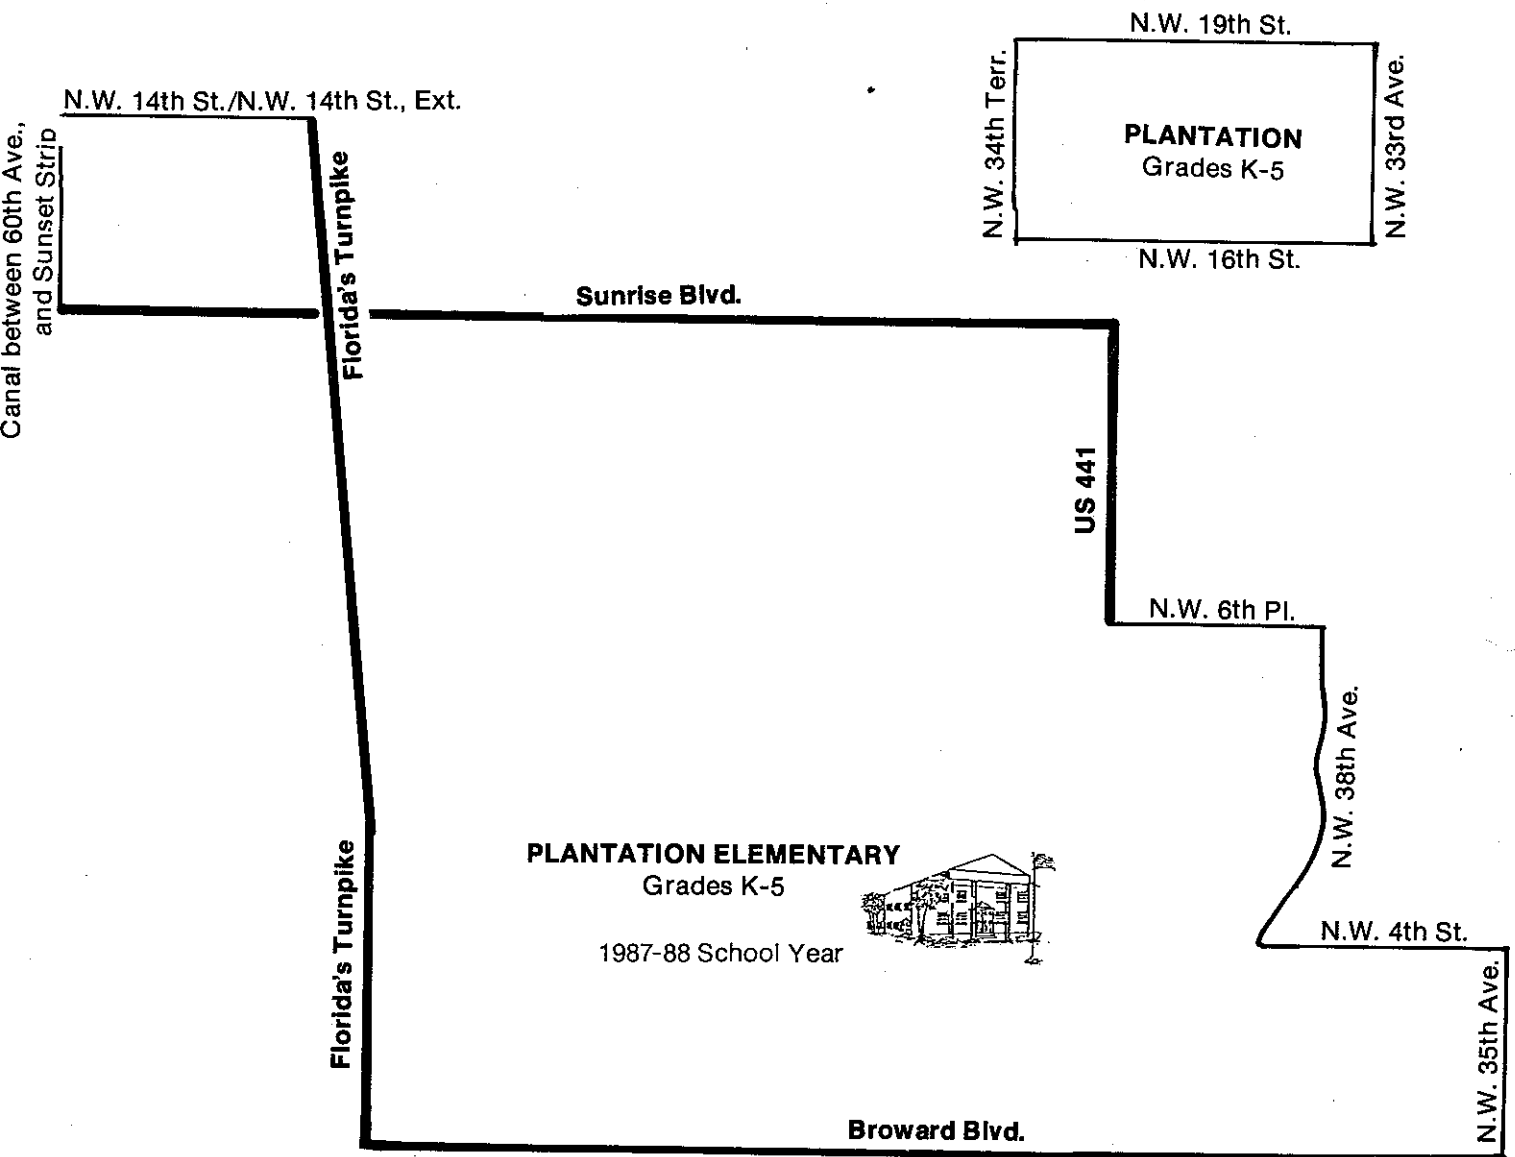 N.W. 19th St.
N.W. 34th Terr.
PLANTATION
Grades K-5
N.W. 33rd Ave.
N.W. 16th St.
N.W. 14th St./N.W. 14th St., Ext.
Canal between 60th Ave.,
and Sunset Strip
Florida's Turnpike
Sunrise Blvd.
US 441
N.W. 6th Pl.
N.W. 38th Ave.
PLANTATION ELEMENTARY
Grades K-5
1987-88 School Year
Florida's Turnpike
N.W. 4th St.
N.W. 35th Ave.
Broward Blvd.